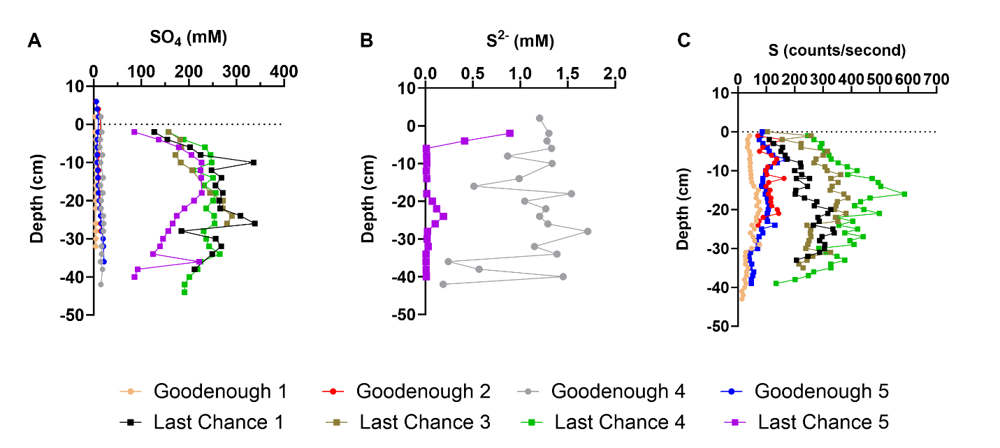 A
SO4 (mM)
0 100 200 300 400
10
0
-10
-20
-30
-40
-50
Depth (cm)
B
S2- (mM)
0.0 0.5 1.0 1.5 2.0
10
0
-10
-20
-30
-40
-50
Depth (cm)
C
S (counts/second)
0 100 200 300 400 500 600 700
10
0
-10
-20
-30
-40
-50
Depth (cm)
Goodenough 1 Goodenough 2 Goodenough 4 Goodenough 5
Last Chance 1 Last Chance 3 Last Chance 4 Last Chance 5